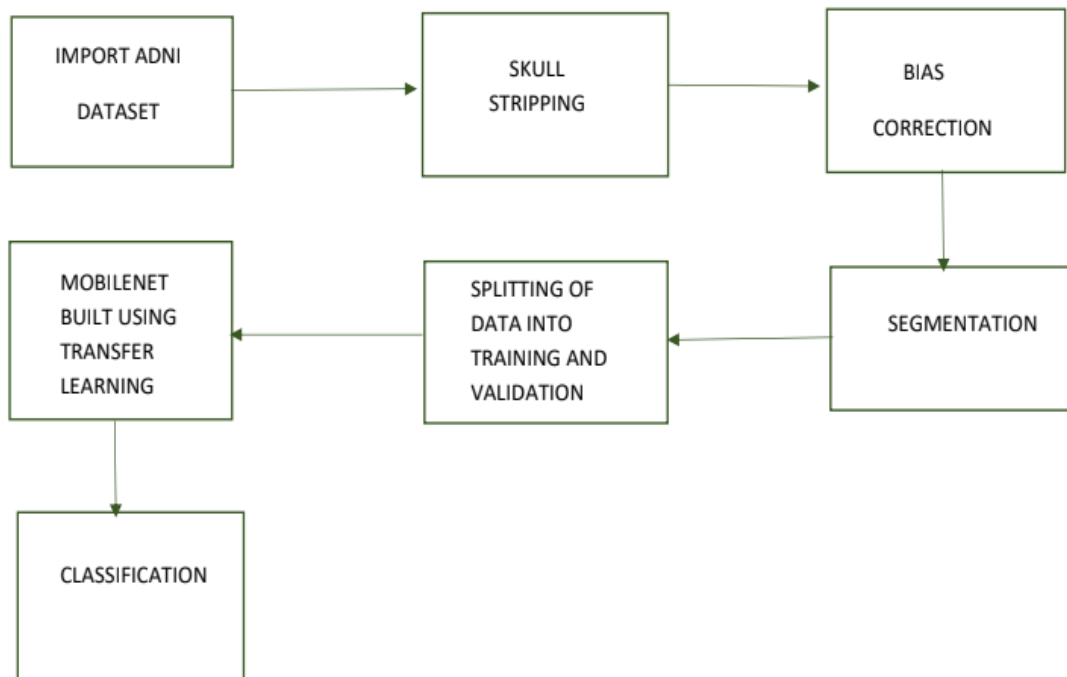 IMPORT ADNI
DATASET
SKULL
STRIPPING
BIAS
CORRECTION
SEGMENTATION
SPLITTING OF
DATA INTO
TRAINING AND
VALIDATION
MOBILENET
BUILT USING
TRANSFER
LEARNING
CLASSIFICATION